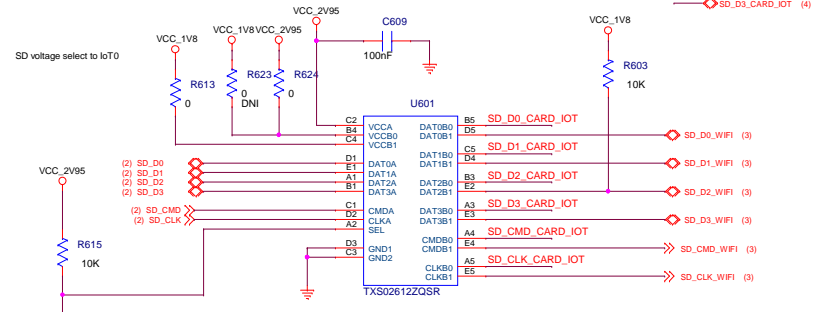 SD_D3_CARD_IOT (4)
VCC_2V95
C609
VCC_1V8
VCC_1V8
VCC_1V8 VCC_2V95
100nF
SD voltage select to IoT0
R613
0
R623
0
DNI
R624
0
R603
10K
U601
C2 VCCA DAT0B0 B5 SD_D0_CARD_IOT
B4 VCCB0 DAT0B1 D5 SD_D0_WIFI (3)
C4 VCCB1
DAT1B0 C5 SD_D1_CARD_IOT
(2) SD_D0 D1 DAT0A DAT1B1 D4 SD_D1_WIFI (3)
(2) SD_D1 E1 DAT1A
(2) SD_D2 A1 DAT2A DAT2B0 B3 SD_D2_CARD_IOT
(2) SD_D3 B1 DAT3A DAT2B1 E2 SD_D2_WIFI (3)
VCC_2V95
(2) SD_CMD C1 CMDA DAT3B0 A3 SD_D3_CARD_IOT
(2) SD_CLK D2 CLKA DAT3B1 E3 SD_D3_WIFI (3)
A2 SEL
CMDB0 A4 SD_CMD_CARD_IOT
D3 GND1 CMDB1 E4 SD_CMD_WIFI (3)
C3 GND2
CLKB0 A5 SD_CLK_CARD_IOT
CLKB1 E5 SD_CLK_WIFI (3)
R615
10K
TXS02612ZQSR